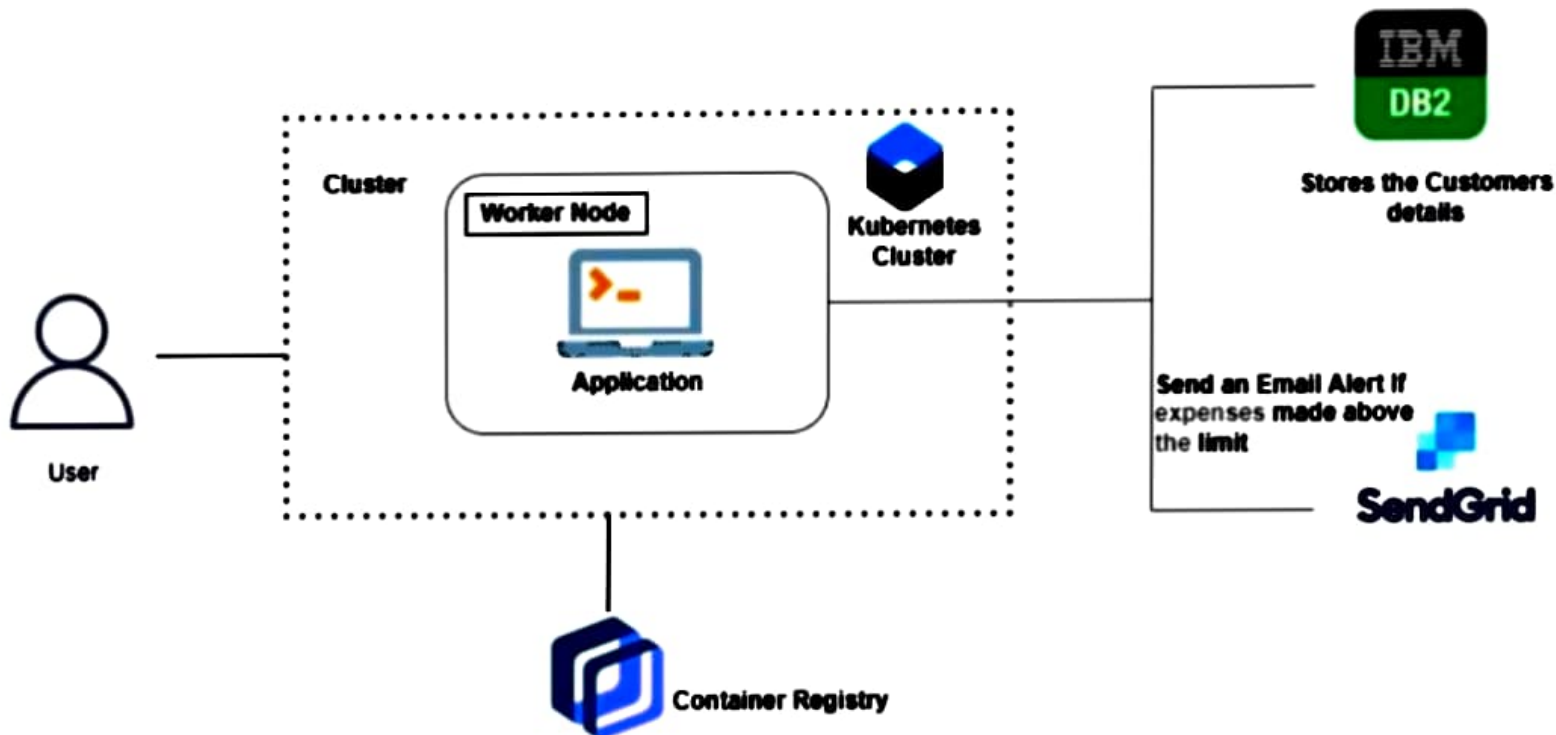 IBM
DB2
Stores the Customers
details
Cluster
Worker Node
Kubernetes
Cluster
Application
User
Send an Email Alert If
expenses made above
the limit
SendGrid
Container Registry